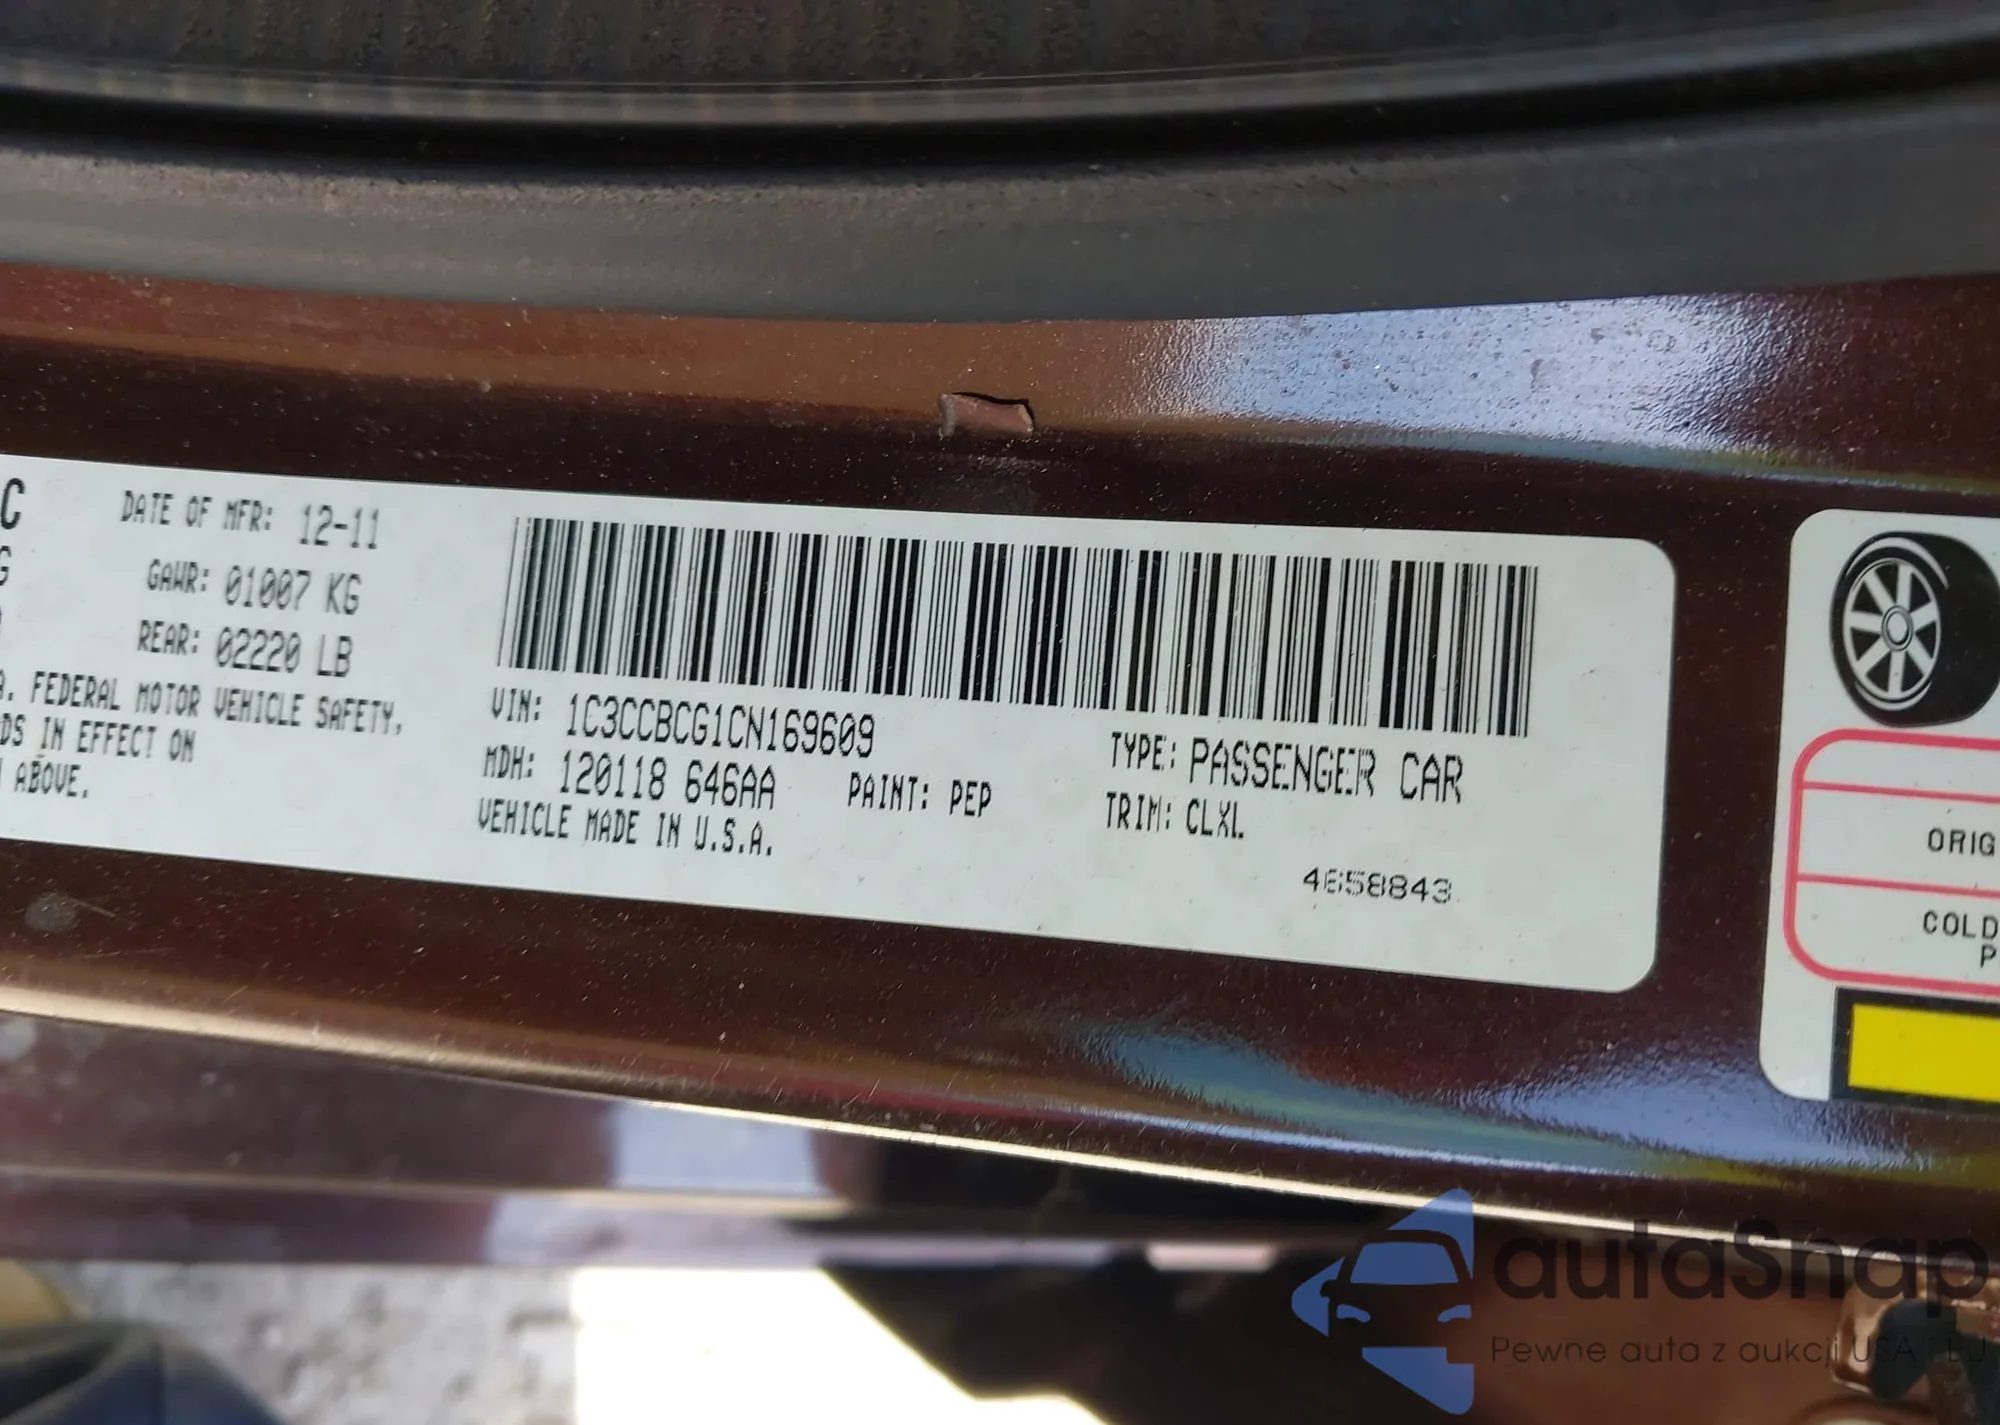 C DATE OF MFR: 12-11
G GAWR: 01007 KG
REAR: 02220 LB
. FEDERAL MOTOR VEHICLE SAFETY,
DS IN EFFECT ON
ABOVE.
VIN: 1C3CCBCG1CN169609
MDH: 120118 646AA PAINT: PEP
VEHICLE MADE IN U.S.A.
TYPE: PASSENGER CAR
TRIM: CLXL
4658843
ORIG
COLD
P
autaSnap
Pewne auta z aukcji USA i EU